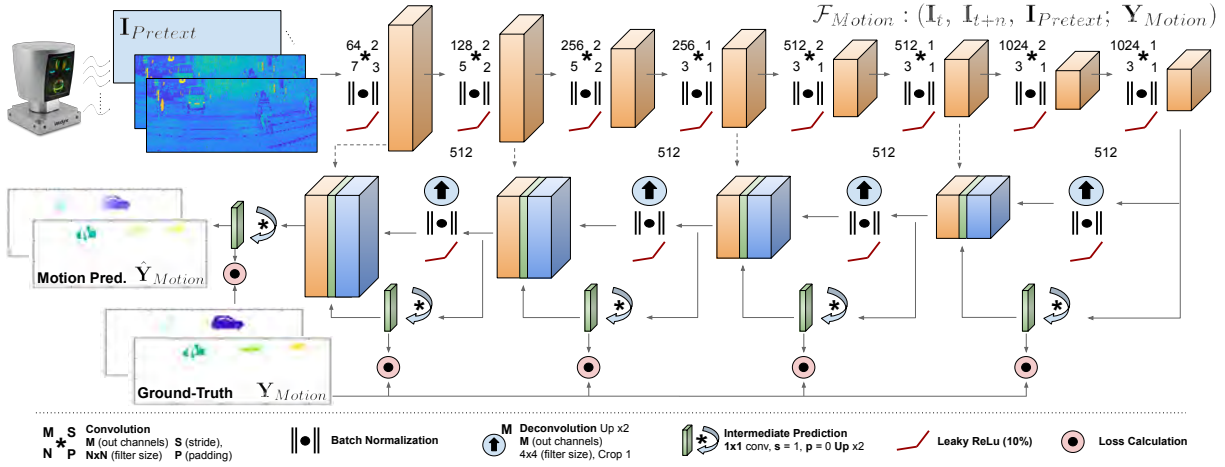 I_Pretext
F_Motion : (I_t, I_{t+n}, I_Pretext; Y_Motion)
64 * 2
7 3
128 * 2
5 2
256 * 2
5 2
256 * 1
3 1
512 * 2
3 1
512 * 1
3 1
1024 * 2
3 1
1024 * 1
3 1
512
512
512
512
Motion Pred. Ŷ_Motion
Ground-Truth Y_Motion
M S
*
N P
Convolution
M (out channels) S (stride),
NxN (filter size) P (padding)
Batch Normalization
M Deconvolution Up x2
M (out channels)
4x4 (filter size), Crop 1
Intermediate Prediction
1x1 conv, s = 1, p = 0 Up x2
Leaky ReLu (10%)
Loss Calculation